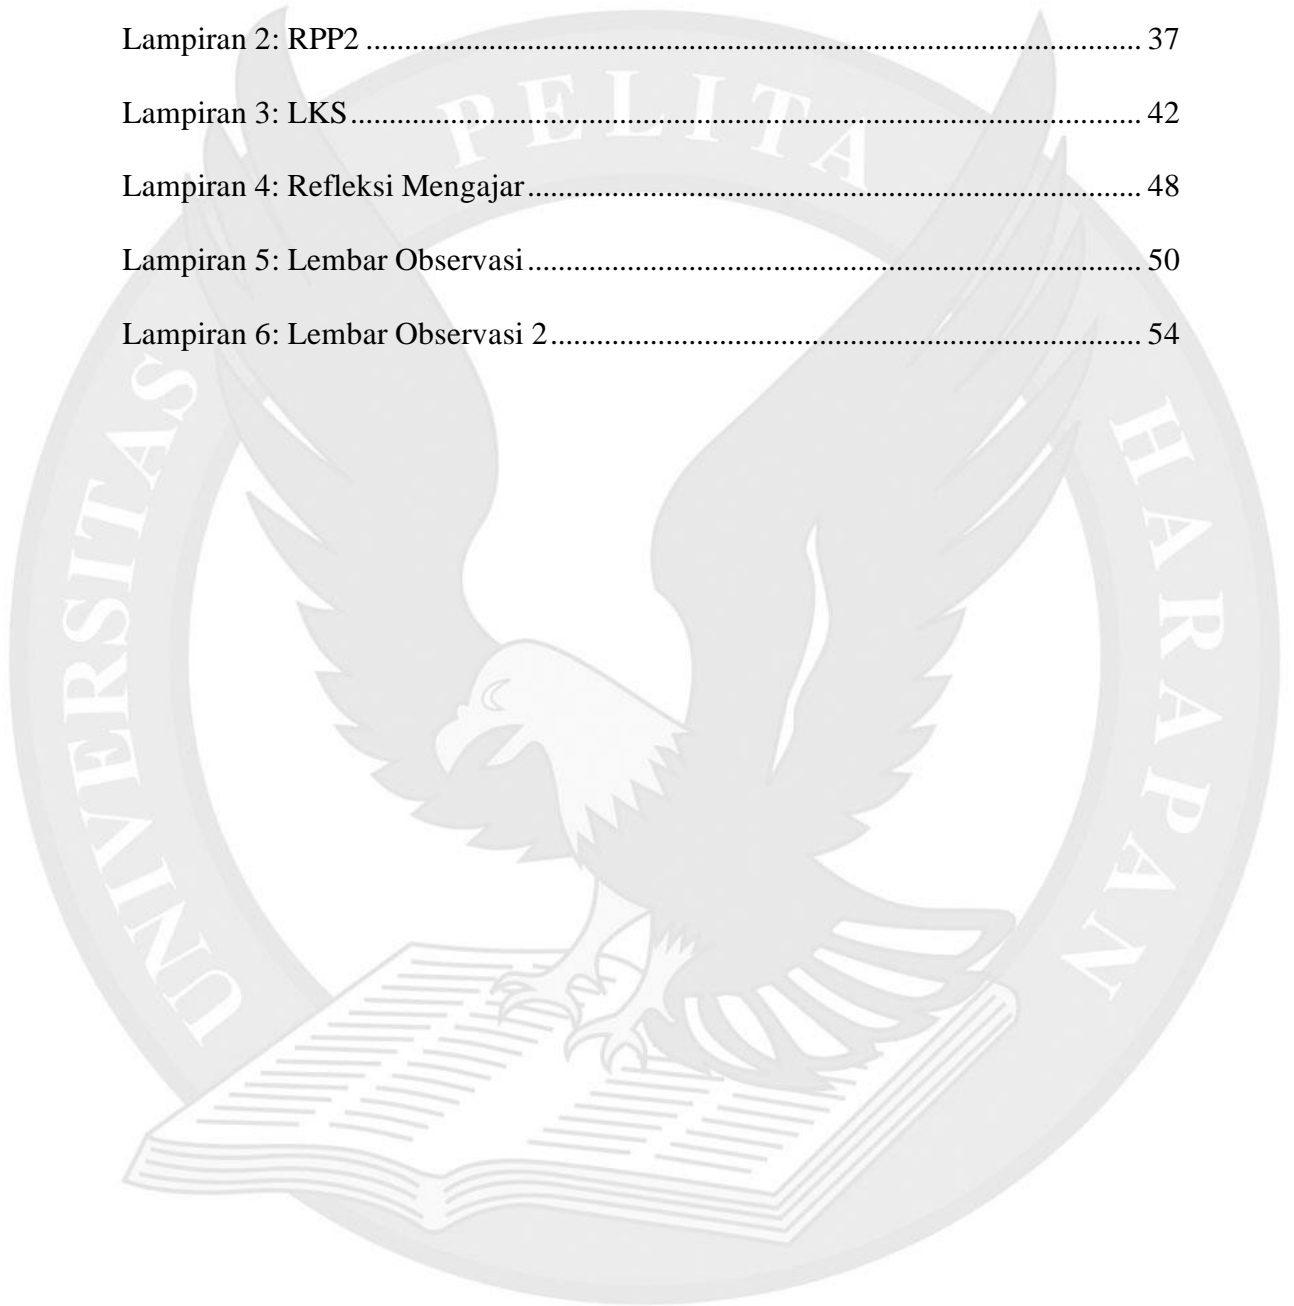 Lampiran 2: RPP2 ........................................................................................................ 37
Lampiran 3: LKS ........................................................................................................ 42
Lampiran 4: Refleksi Mengajar ........................................................................................................ 48
Lampiran 5: Lembar Observasi ........................................................................................................ 50
Lampiran 6: Lembar Observasi 2 ........................................................................................................ 54
UNIVERSITAS PELITA HARAPAN